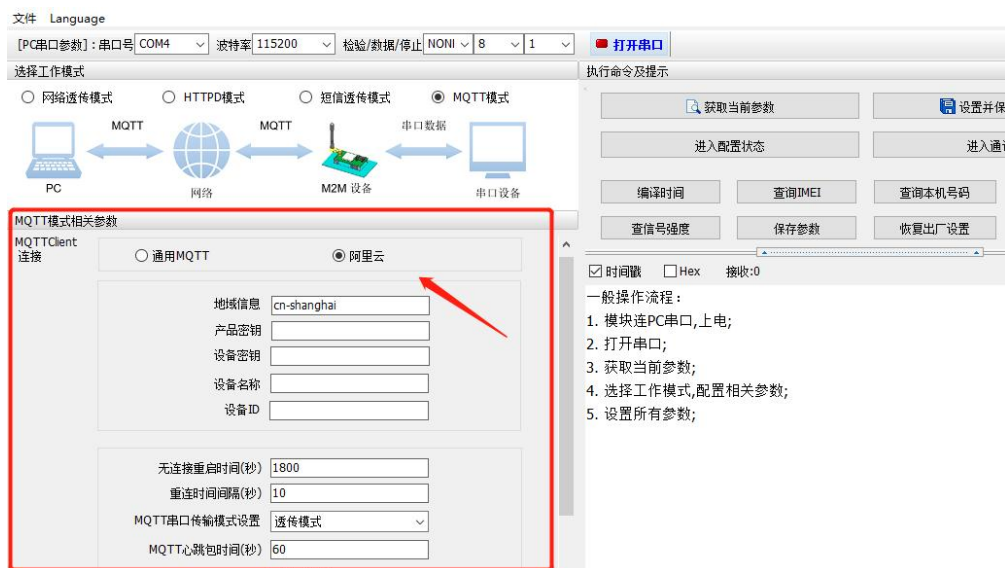 文件 Language
[PC串口参数]：串口号 COM4 波特率 115200 检验/数据/停止 NONI 8 1 打开串口
选择工作模式
网络透传模式 HTTPD模式 短信透传模式 MQTT模式
MQTT MQTT 串口数据
PC 网络 M2M 设备 串口设备
MQTT模式相关参数
MQTTClient
连接
通用MQTT 阿里云
地域信息 cn-shanghai
产品密钥
设备密钥
设备名称
设备ID
无连接重启时间(秒) 1800
重连时间间隔(秒) 10
MQTT串口传输模式设置 透传模式
MQTT心跳包时间(秒) 60
执行命令及提示
获取当前参数 设置并保
进入配置状态 进入通
编译时间 查询IMEI 查询本机号码
查信号强度 保存参数 恢复出厂设置
时间戳 Hex 接收:0
一般操作流程：
1. 模块连PC串口,上电;
2. 打开串口;
3. 获取当前参数;
4. 选择工作模式,配置相关参数;
5. 设置所有参数;